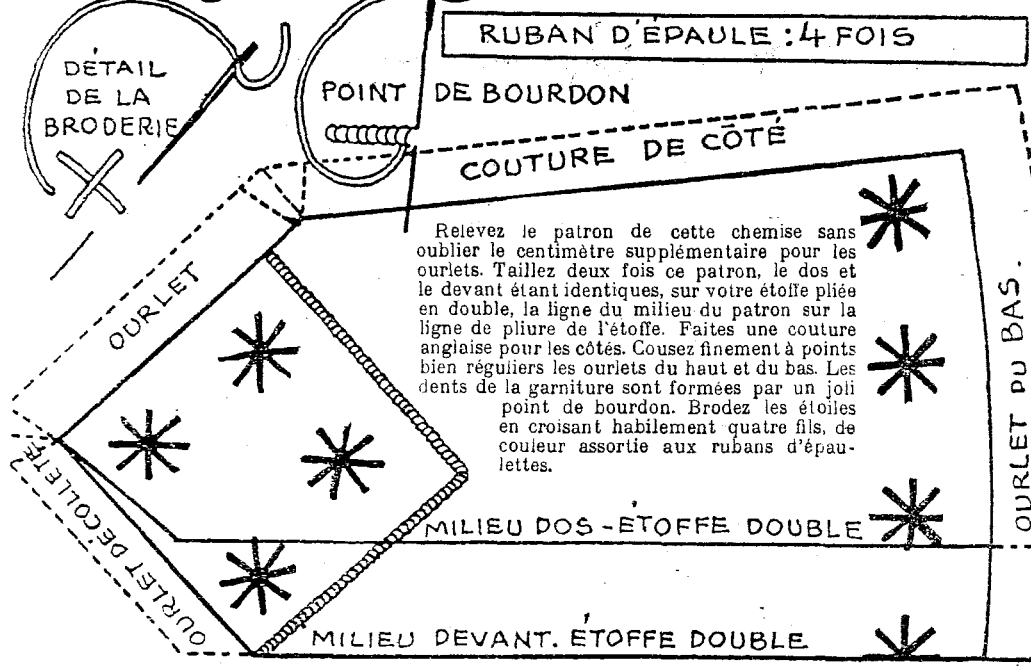 RUBAN D'ÉPAULE : 4 FOIS
DÉTAIL
DE LA
BRODERIE
POINT DE BOURDON
COUTURE DE CÔTÉ
Relevez le patron de cette chemise sans
oublier le centimètre supplémentaire pour les
ourlets. Taillez deux fois ce patron, le dos et
le devant étant identiques, sur votre étoffe pliée
en double, la ligne du milieu du patron sur la
ligne de pliure de l'étoffe. Faites une couture
anglaise pour les côtés. Cousez finement à points
bien réguliers les ourlets du haut et du bas. Les
dents de la garniture sont formées par un joli
point de bourdon. Brodez les étoiles
en croisant habilement quatre fils, de
couleur assortie aux rubans d'épau-
lettes.
OURLET
OURLET DÉCOLLETÉ
OURLET DU BAS.
MILIEU DOS - ÉTOFFE DOUBLE
MILIEU DEVANT. ÉTOFFE DOUBLE